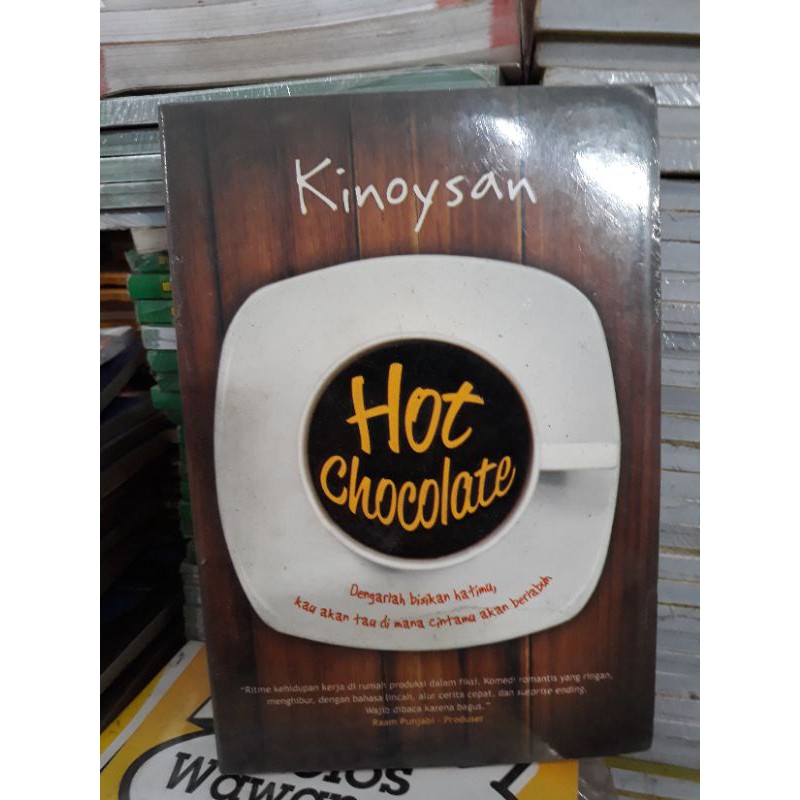 Kinoysan
Hot
Chocolate
Dengarlah bisikan hatimu,
kau akan tau di mana cintamu akan berlabuh
"Ritme kehidupan kerja di rumah produksi dalam fiksi. Komedi romantis yang ringan,
menghibur, dengan bahasa lincah, alur cerita cepat, dan surprise ending.
Wajib dibaca karena bagus."
Raam Punjabi - Produser